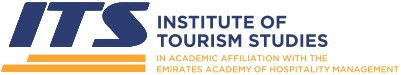 ITS
INSTITUTE OF
TOURISM STUDIES
IN ACADEMIC AFFILIATION WITH THE
EMIRATES ACADEMY OF HOSPITALITY MANAGEMENT